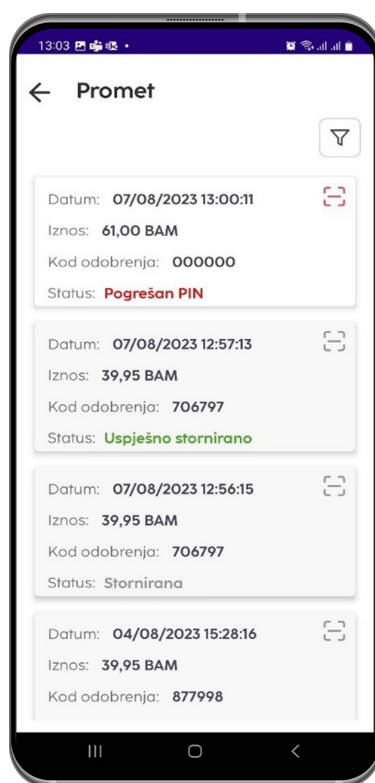 13:03
Promet
Datum: 07/08/2023 13:00:11
Iznos: 61,00 BAM
Kod odobrenja: 000000
Status: Pogrešan PIN
Datum: 07/08/2023 12:57:13
Iznos: 39,95 BAM
Kod odobrenja: 706797
Status: Uspješno stornirano
Datum: 07/08/2023 12:56:15
Iznos: 39,95 BAM
Kod odobrenja: 706797
Status: Stornirana
Datum: 04/08/2023 15:28:16
Iznos: 39,95 BAM
Kod odobrenja: 877998